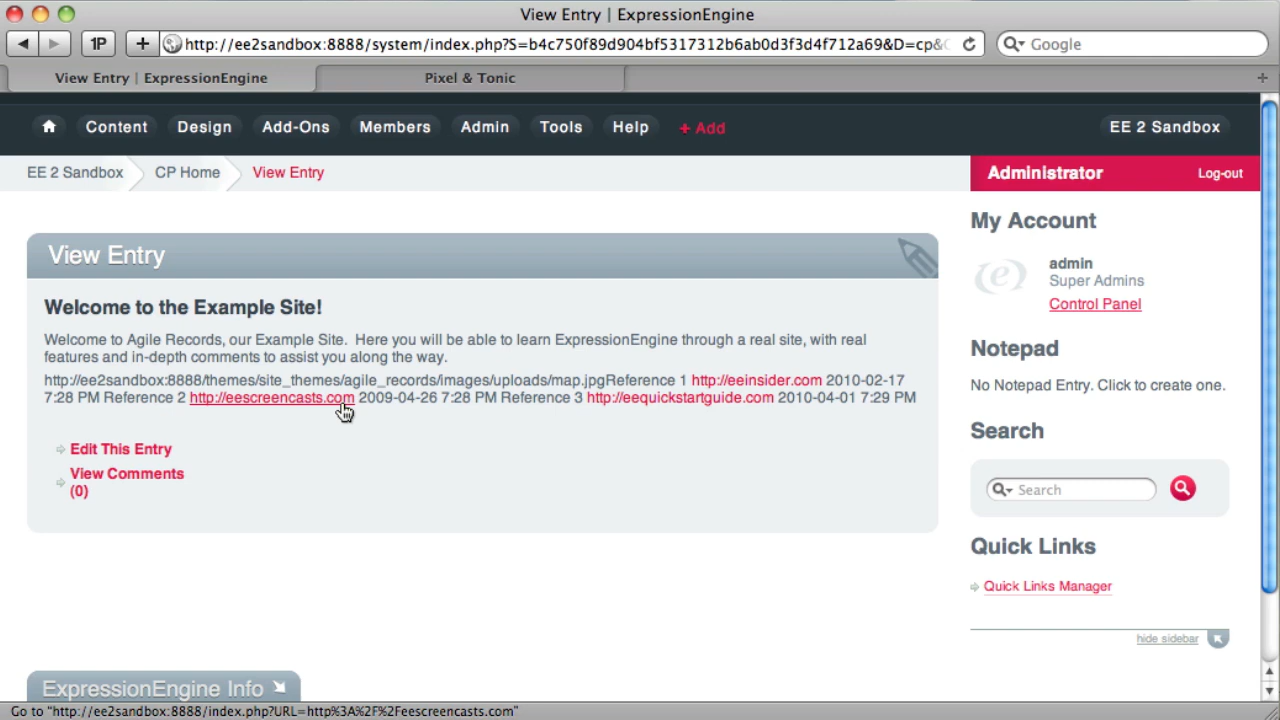 View Entry | ExpressionEngine
1P
+
http://ee2sandbox:8888/system/index.php?S=b4c750f89d904bf5317312b6ab0d3f3d4f712a69&D=cp&
Google
View Entry | ExpressionEngine
Pixel & Tonic
+
Content Design Add-Ons Members Admin Tools Help + Add
EE 2 Sandbox
EE 2 Sandbox CP Home View Entry
Administrator Log-out
View Entry
Welcome to the Example Site!
Welcome to Agile Records, our Example Site. Here you will be able to learn ExpressionEngine through a real site, with real
features and in-depth comments to assist you along the way.
http://ee2sandbox:8888/themes/site_themes/agile_records/images/uploads/map.jpgReference 1 http://eeinsider.com 2010-02-17
7:28 PM Reference 2 http://eescreencasts.com 2009-04-26 7:28 PM Reference 3 http://eequickstartguide.com 2010-04-01 7:29 PM
Edit This Entry
View Comments
(0)
My Account
admin
Super Admins
Control Panel
Notepad
No Notepad Entry. Click to create one.
Search
Search
Quick Links
Quick Links Manager
hide sidebar
ExpressionEngine Info
Go to "http://ee2sandbox:8888/index.php?URL=http%3A%2F%2Feescreencasts.com"